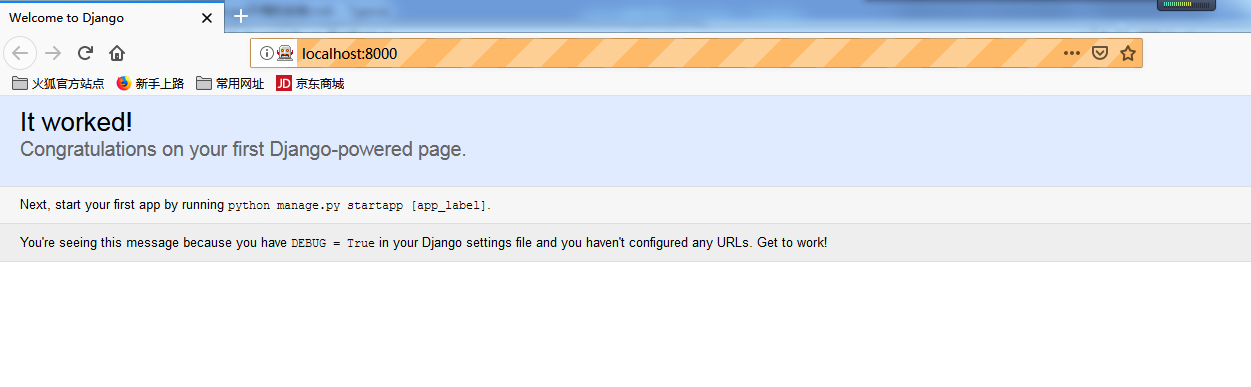 Welcome to Django
localhost:8000
火狐官方站点 新手上路 常用网址 JD 京东商城
It worked!
Congratulations on your first Django-powered page.
Next, start your first app by running python manage.py startapp [app_label].
You're seeing this message because you have DEBUG = True in your Django settings file and you haven't configured any URLs. Get to work!